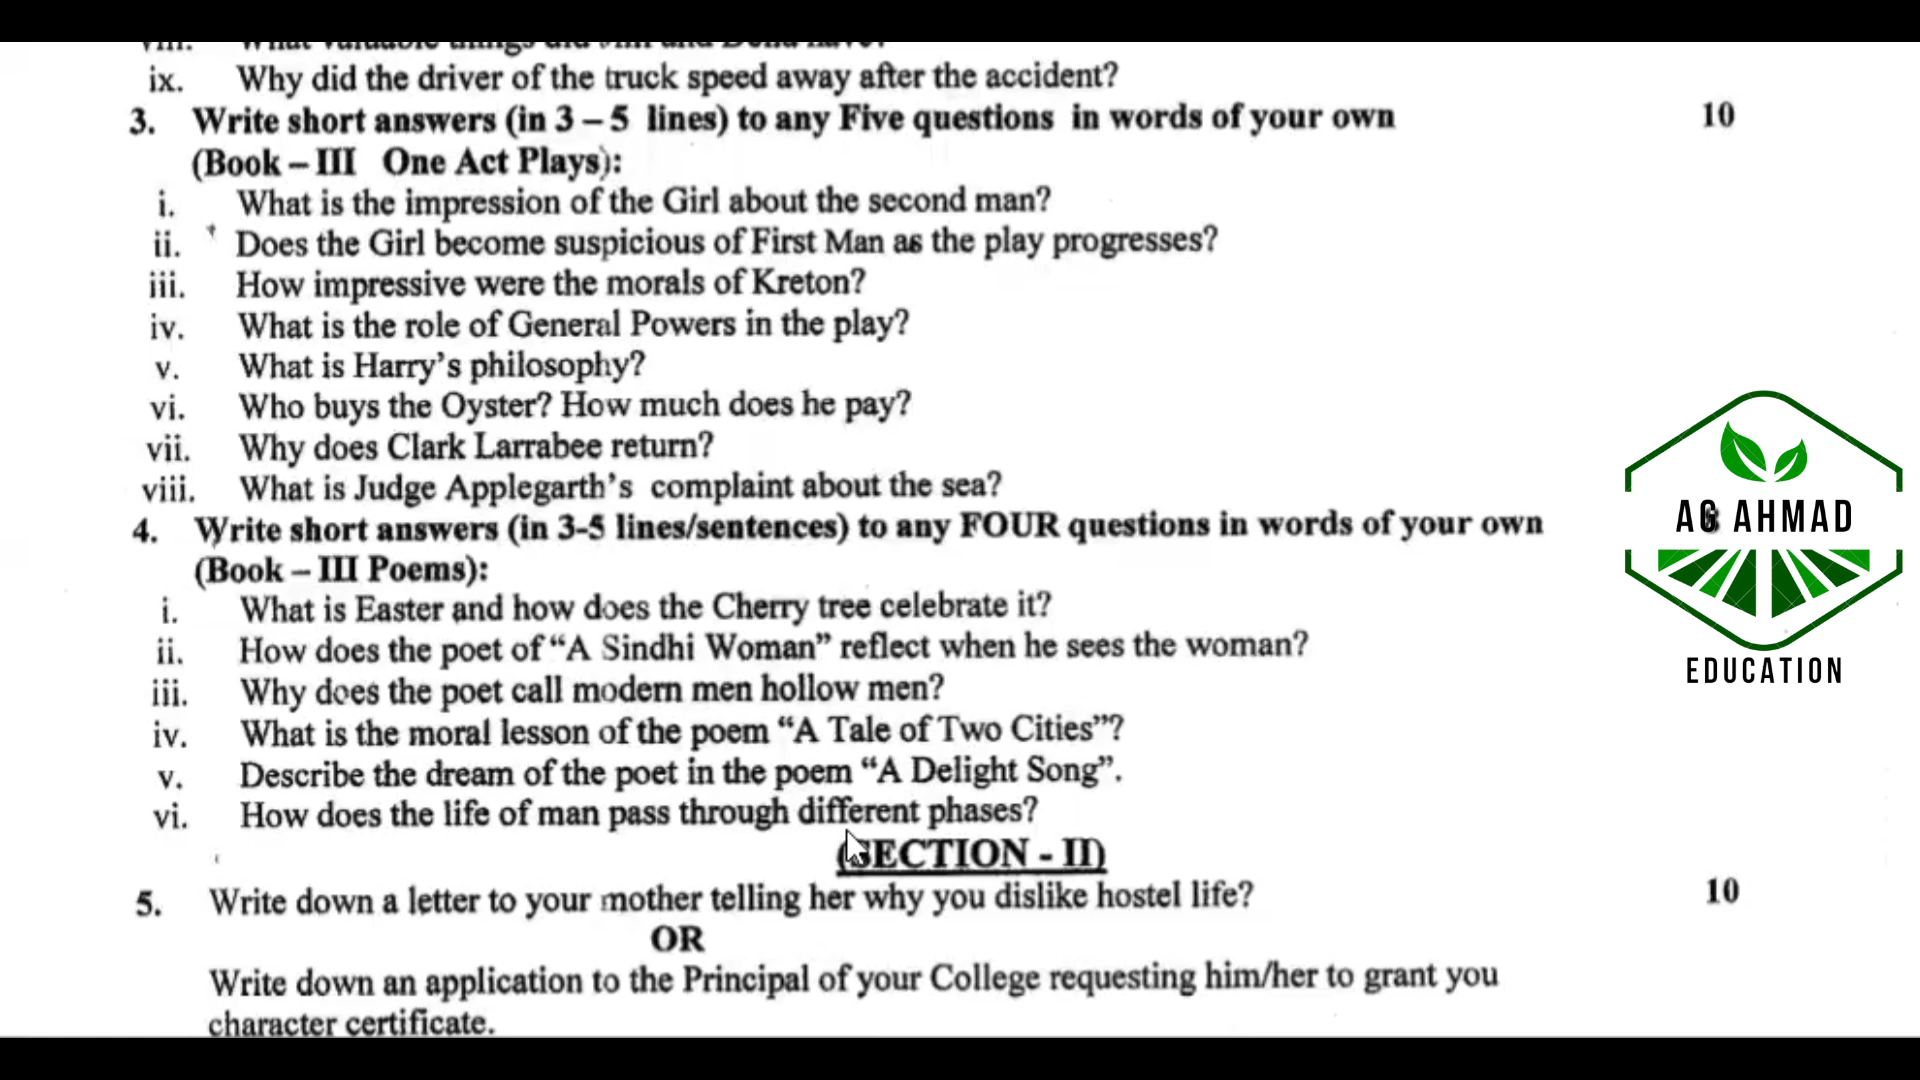 viii. What valuable things did Jim and Della have?
ix. Why did the driver of the truck speed away after the accident?
3. Write short answers (in 3 – 5 lines) to any Five questions in words of your own 10
(Book – III One Act Plays):
i. What is the impression of the Girl about the second man?
ii. Does the Girl become suspicious of First Man as the play progresses?
iii. How impressive were the morals of Kreton?
iv. What is the role of General Powers in the play?
v. What is Harry's philosophy?
vi. Who buys the Oyster? How much does he pay?
vii. Why does Clark Larrabee return?
viii. What is Judge Applegarth's complaint about the sea?
4. Write short answers (in 3-5 lines/sentences) to any FOUR questions in words of your own
(Book – III Poems):
i. What is Easter and how does the Cherry tree celebrate it?
ii. How does the poet of "A Sindhi Woman" reflect when he sees the woman?
iii. Why does the poet call modern men hollow men?
iv. What is the moral lesson of the poem "A Tale of Two Cities"?
v. Describe the dream of the poet in the poem "A Delight Song".
vi. How does the life of man pass through different phases?
(SECTION - II)
5. Write down a letter to your mother telling her why you dislike hostel life? 10
OR
Write down an application to the Principal of your College requesting him/her to grant you
character certificate.
AHMAD
EDUCATION